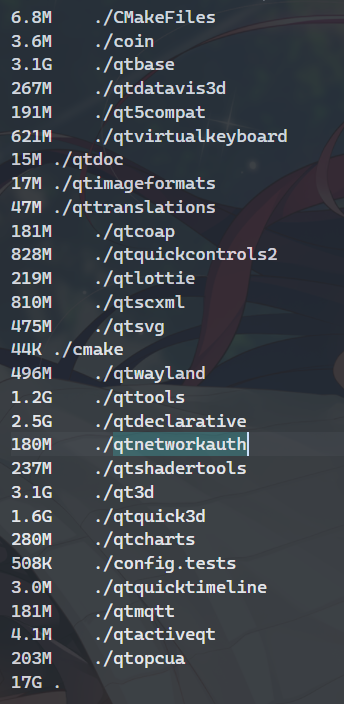 6.8M    ./CMakeFiles
3.6M    ./coin
3.1G    ./qtbase
267M    ./qtdatavis3d
191M    ./qt5compat
621M    ./qtvirtualkeyboard
15M ./qtdoc
17M ./qtimageformats
47M ./qttranslations
181M    ./qtcoap
828M    ./qtquickcontrols2
219M    ./qtlottie
810M    ./qtscxml
475M    ./qtsvg
44K ./cmake
496M    ./qtwayland
1.2G    ./qttools
2.5G    ./qtdeclarative
180M    ./qtnetworkauth
237M    ./qtshadertools
3.1G    ./qt3d
1.6G    ./qtquick3d
280M    ./qtcharts
508K    ./config.tests
3.0M    ./qtquicktimeline
181M    ./qtmqtt
4.1M    ./qtactiveqt
203M    ./qtopcua
17G .